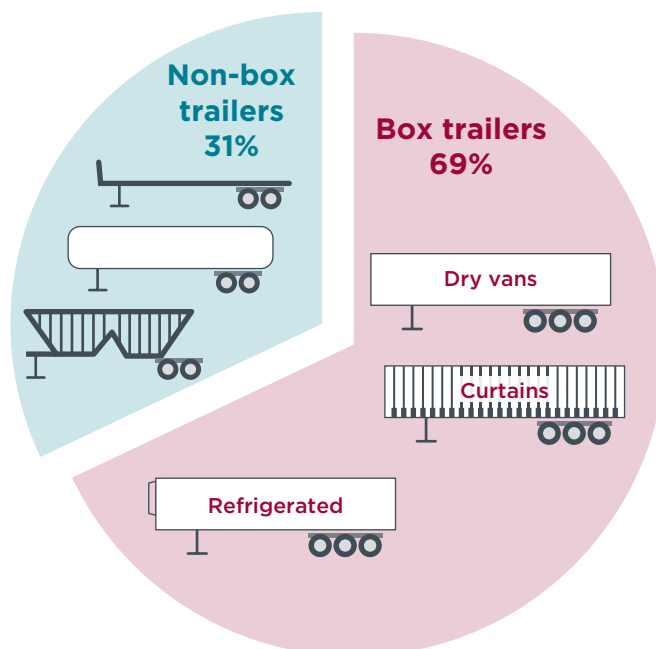 Non-box
trailers
31%
Box trailers
69%
Dry vans
Curtains
Refrigerated